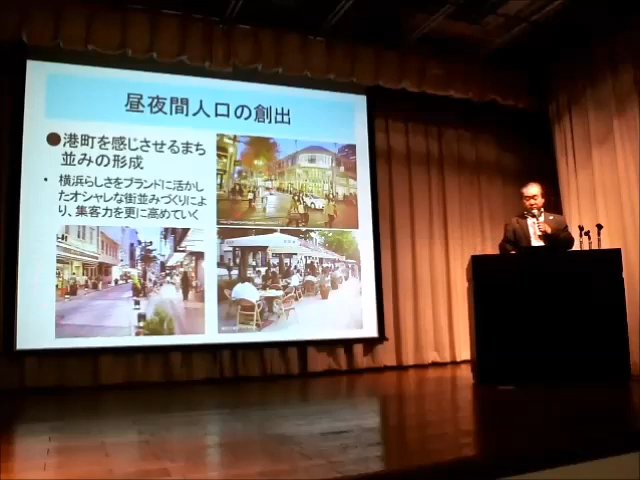 昼夜間人口の創出
●港町を感じさせるまち
並みの形成
・横浜らしさをブランドに活かし
たオシャレな街並みづくりによ
り、集客力を更に高めていく